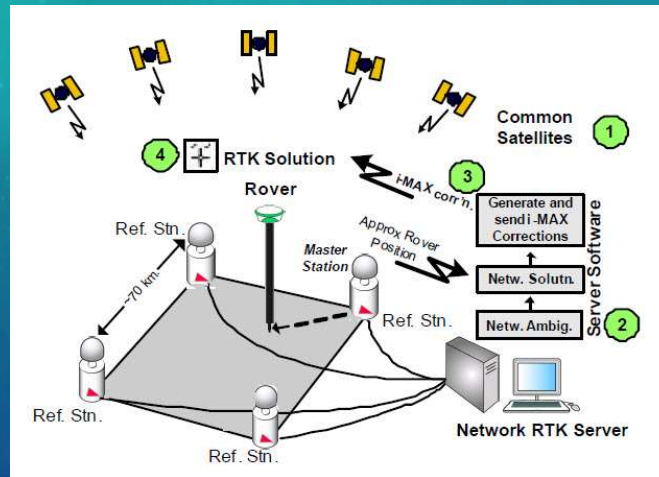 Common
Satellites
1
4
RTK Solution
3
i-MAX corr'n.
Rover
Generate and
send i-MAX
Corrections
Ref. Stn.
Approx Rover
Position
Master
Station
~70 km.
Netw. Solutn.
Server Software
Ref. Stn.
Netw. Ambig.
2
Ref. Stn.
Network RTK Server
Ref. Stn.